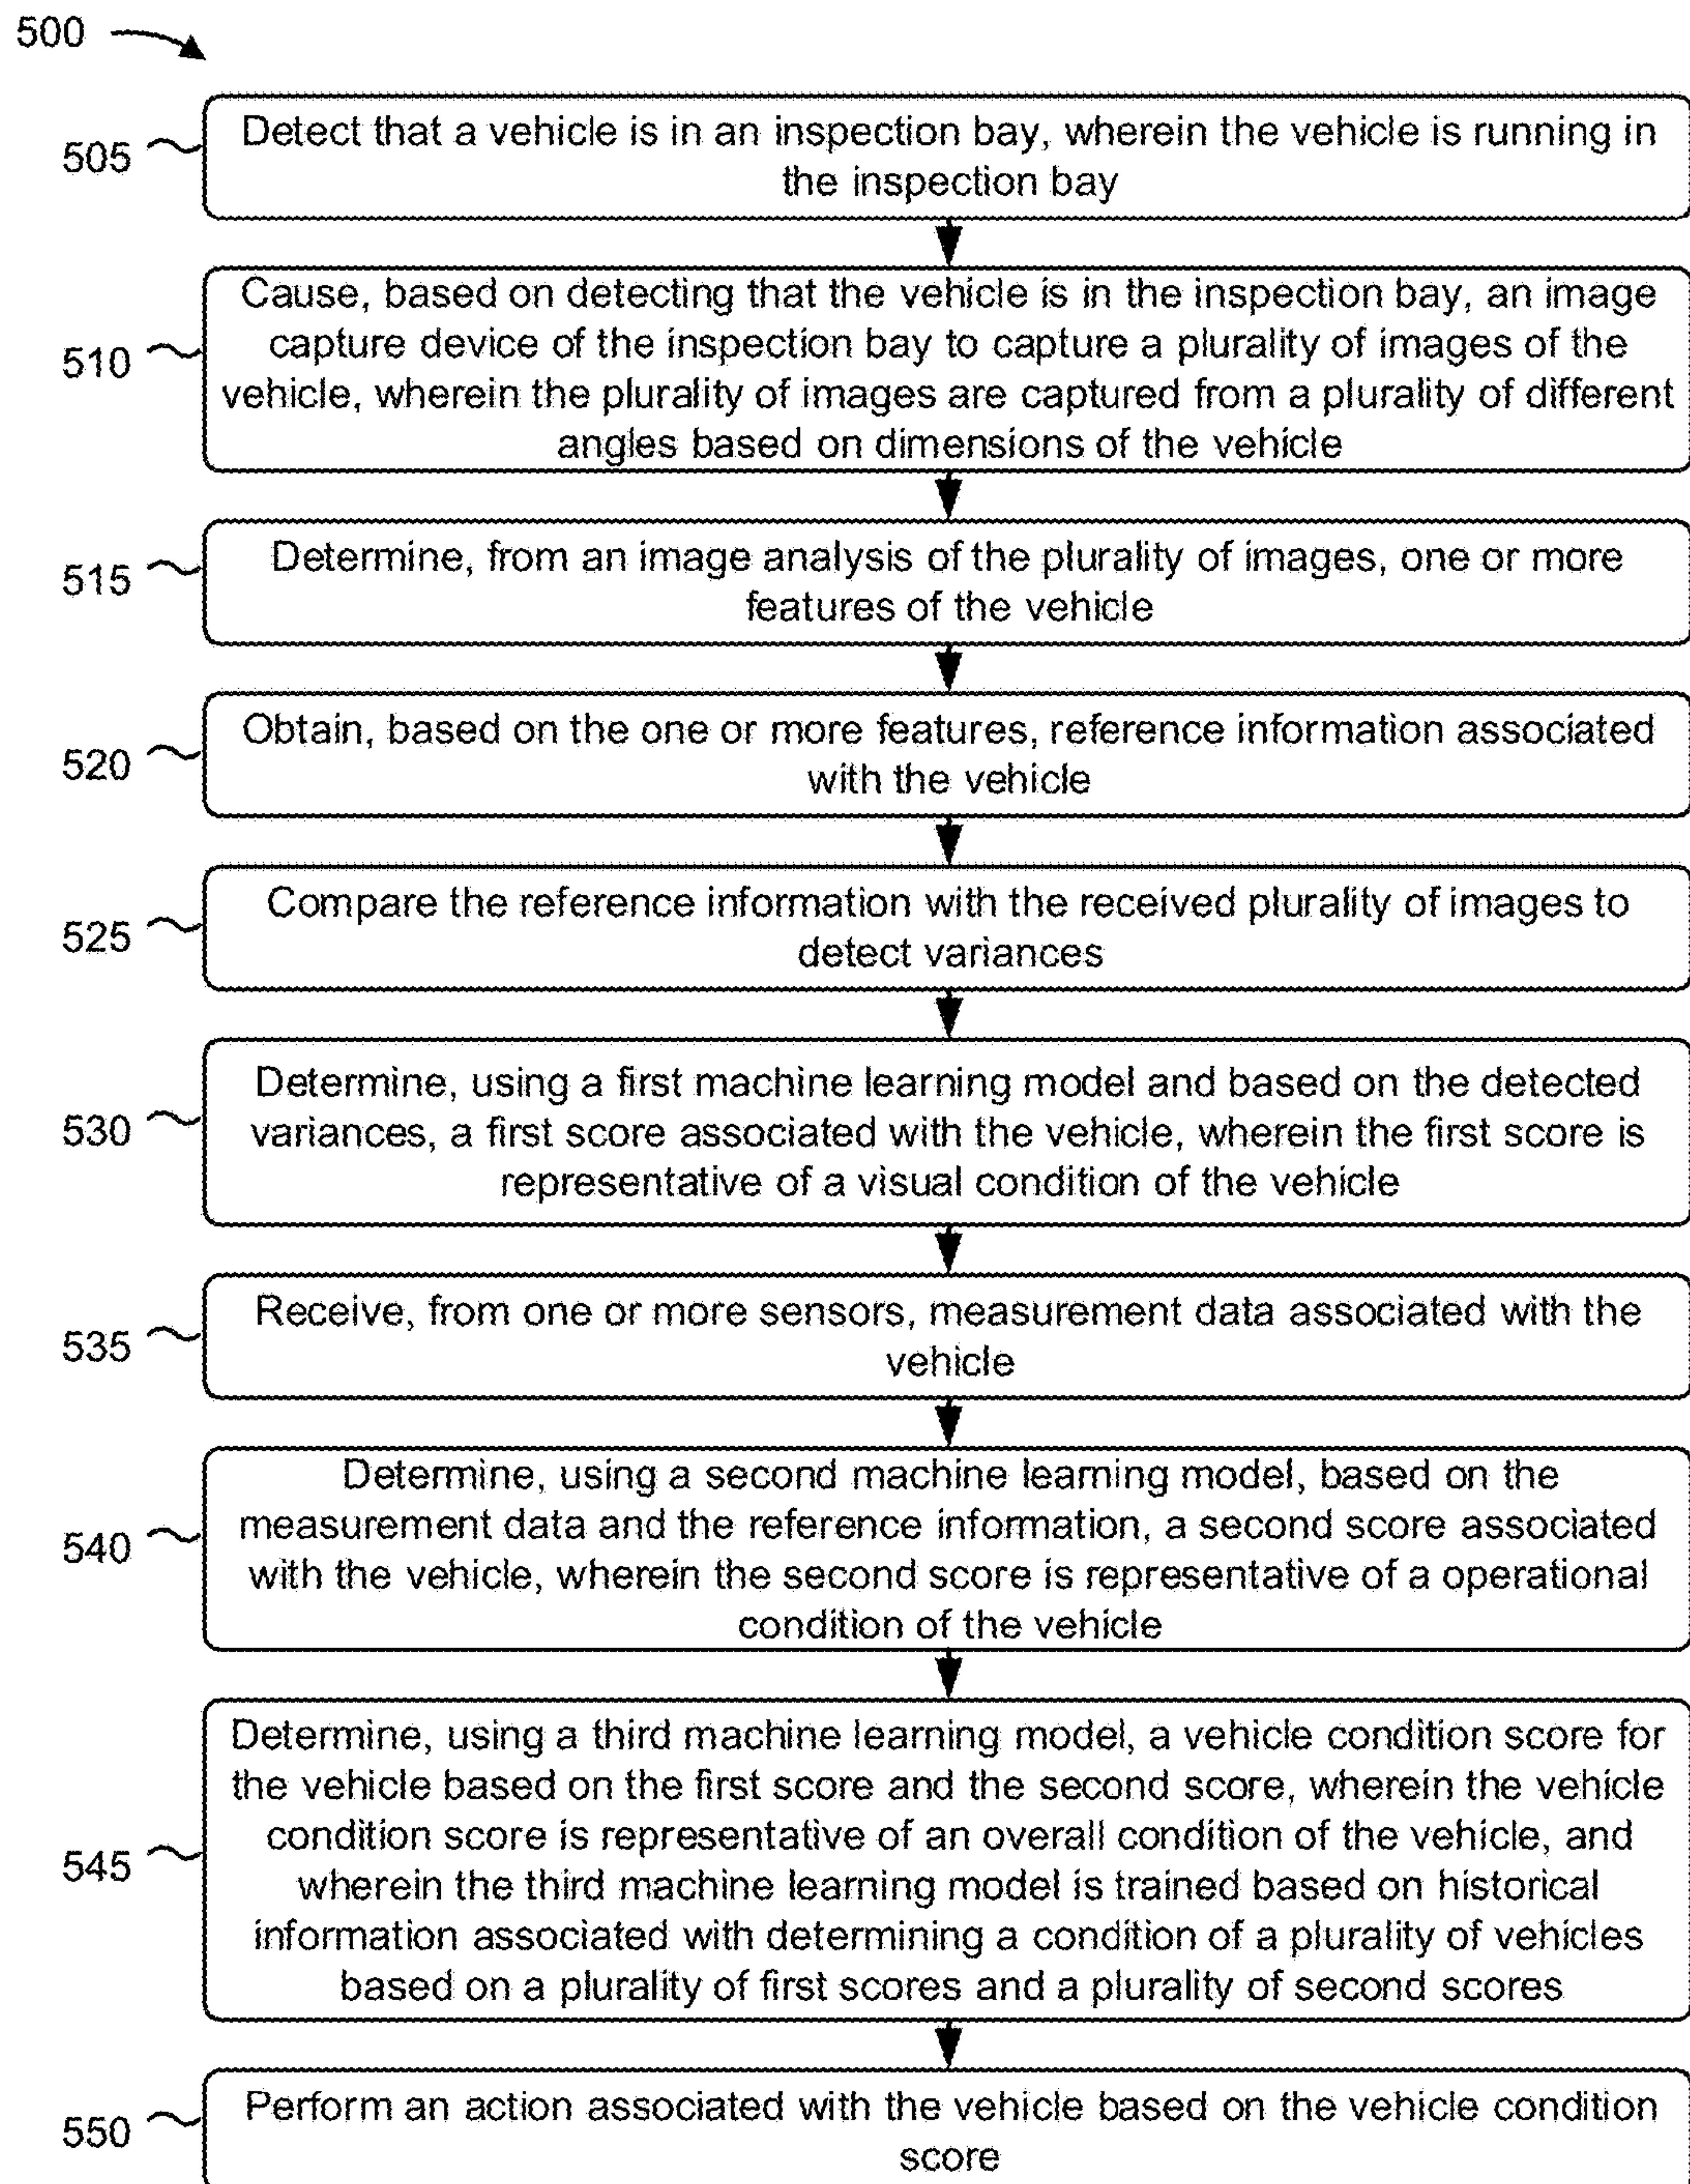 500
505
Detect that a vehicle is in an inspection bay, wherein the vehicle is running in
the inspection bay
510
Cause, based on detecting that the vehicle is in the inspection bay, an image
capture device of the inspection bay to capture a plurality of images of the
vehicle, wherein the plurality of images are captured from a plurality of different
angles based on dimensions of the vehicle
515
Determine, from an image analysis of the plurality of images, one or more
features of the vehicle
520
Obtain, based on the one or more features, reference information associated
with the vehicle
525
Compare the reference information with the received plurality of images to
detect variances
530
Determine, using a first machine learning model and based on the detected
variances, a first score associated with the vehicle, wherein the first score is
representative of a visual condition of the vehicle
535
Receive, from one or more sensors, measurement data associated with the
vehicle
540
Determine, using a second machine learning model, based on the
measurement data and the reference information, a second score associated
with the vehicle, wherein the second score is representative of a operational
condition of the vehicle
545
Determine, using a third machine learning model, a vehicle condition score for
the vehicle based on the first score and the second score, wherein the vehicle
condition score is representative of an overall condition of the vehicle, and
wherein the third machine learning model is trained based on historical
information associated with determining a condition of a plurality of vehicles
based on a plurality of first scores and a plurality of second scores
550
Perform an action associated with the vehicle based on the vehicle condition
score